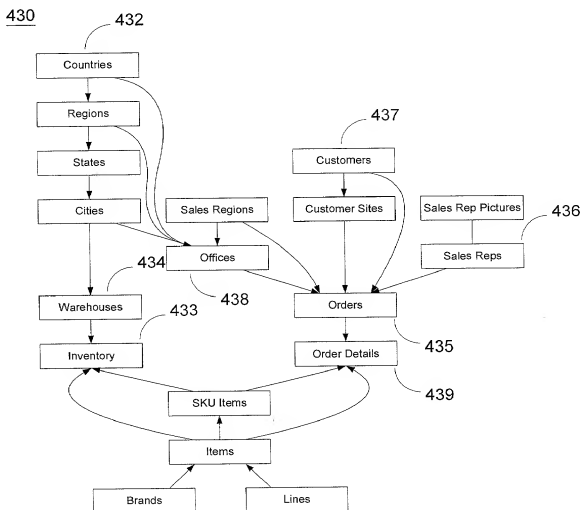 430
432
Countries
Regions
437
States
Customers
Cities
Sales Regions
Customer Sites
Sales Rep Pictures
436
434
Offices
Sales Reps
438
Warehouses
433
Orders
435
Inventory
Order Details
439
SKU Items
Items
Brands
Lines